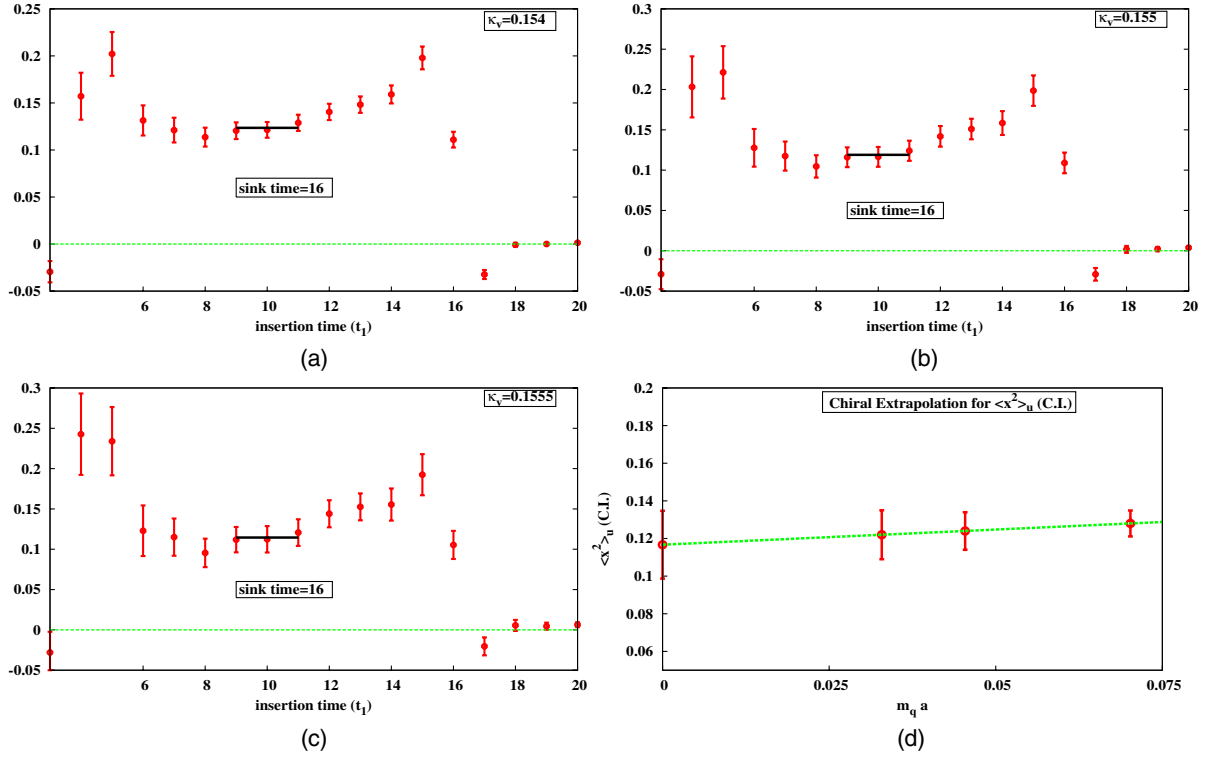 0.25
0.2
0.15
0.1
0.05
0
-0.05
κv=0.154
sink time=16
6 8 10 12 14 16 18 20
insertion time (t1)
(a)
0.3
0.25
0.2
0.15
0.1
0.05
0
-0.05
κv=0.155
sink time=16
6 8 10 12 14 16 18 20
insertion time (t1)
(b)
0.3
0.25
0.2
0.15
0.1
0.05
0
-0.05
κv=0.1555
sink time=16
6 8 10 12 14 16 18 20
insertion time (t1)
(c)
0.2
0.18
0.16
0.14
0.12
0.1
0.08
0.06
<x2>u (C.I.)
Chiral Extrapolation for <x2>u (C.I.)
0 0.025 0.05 0.075
mq a
(d)